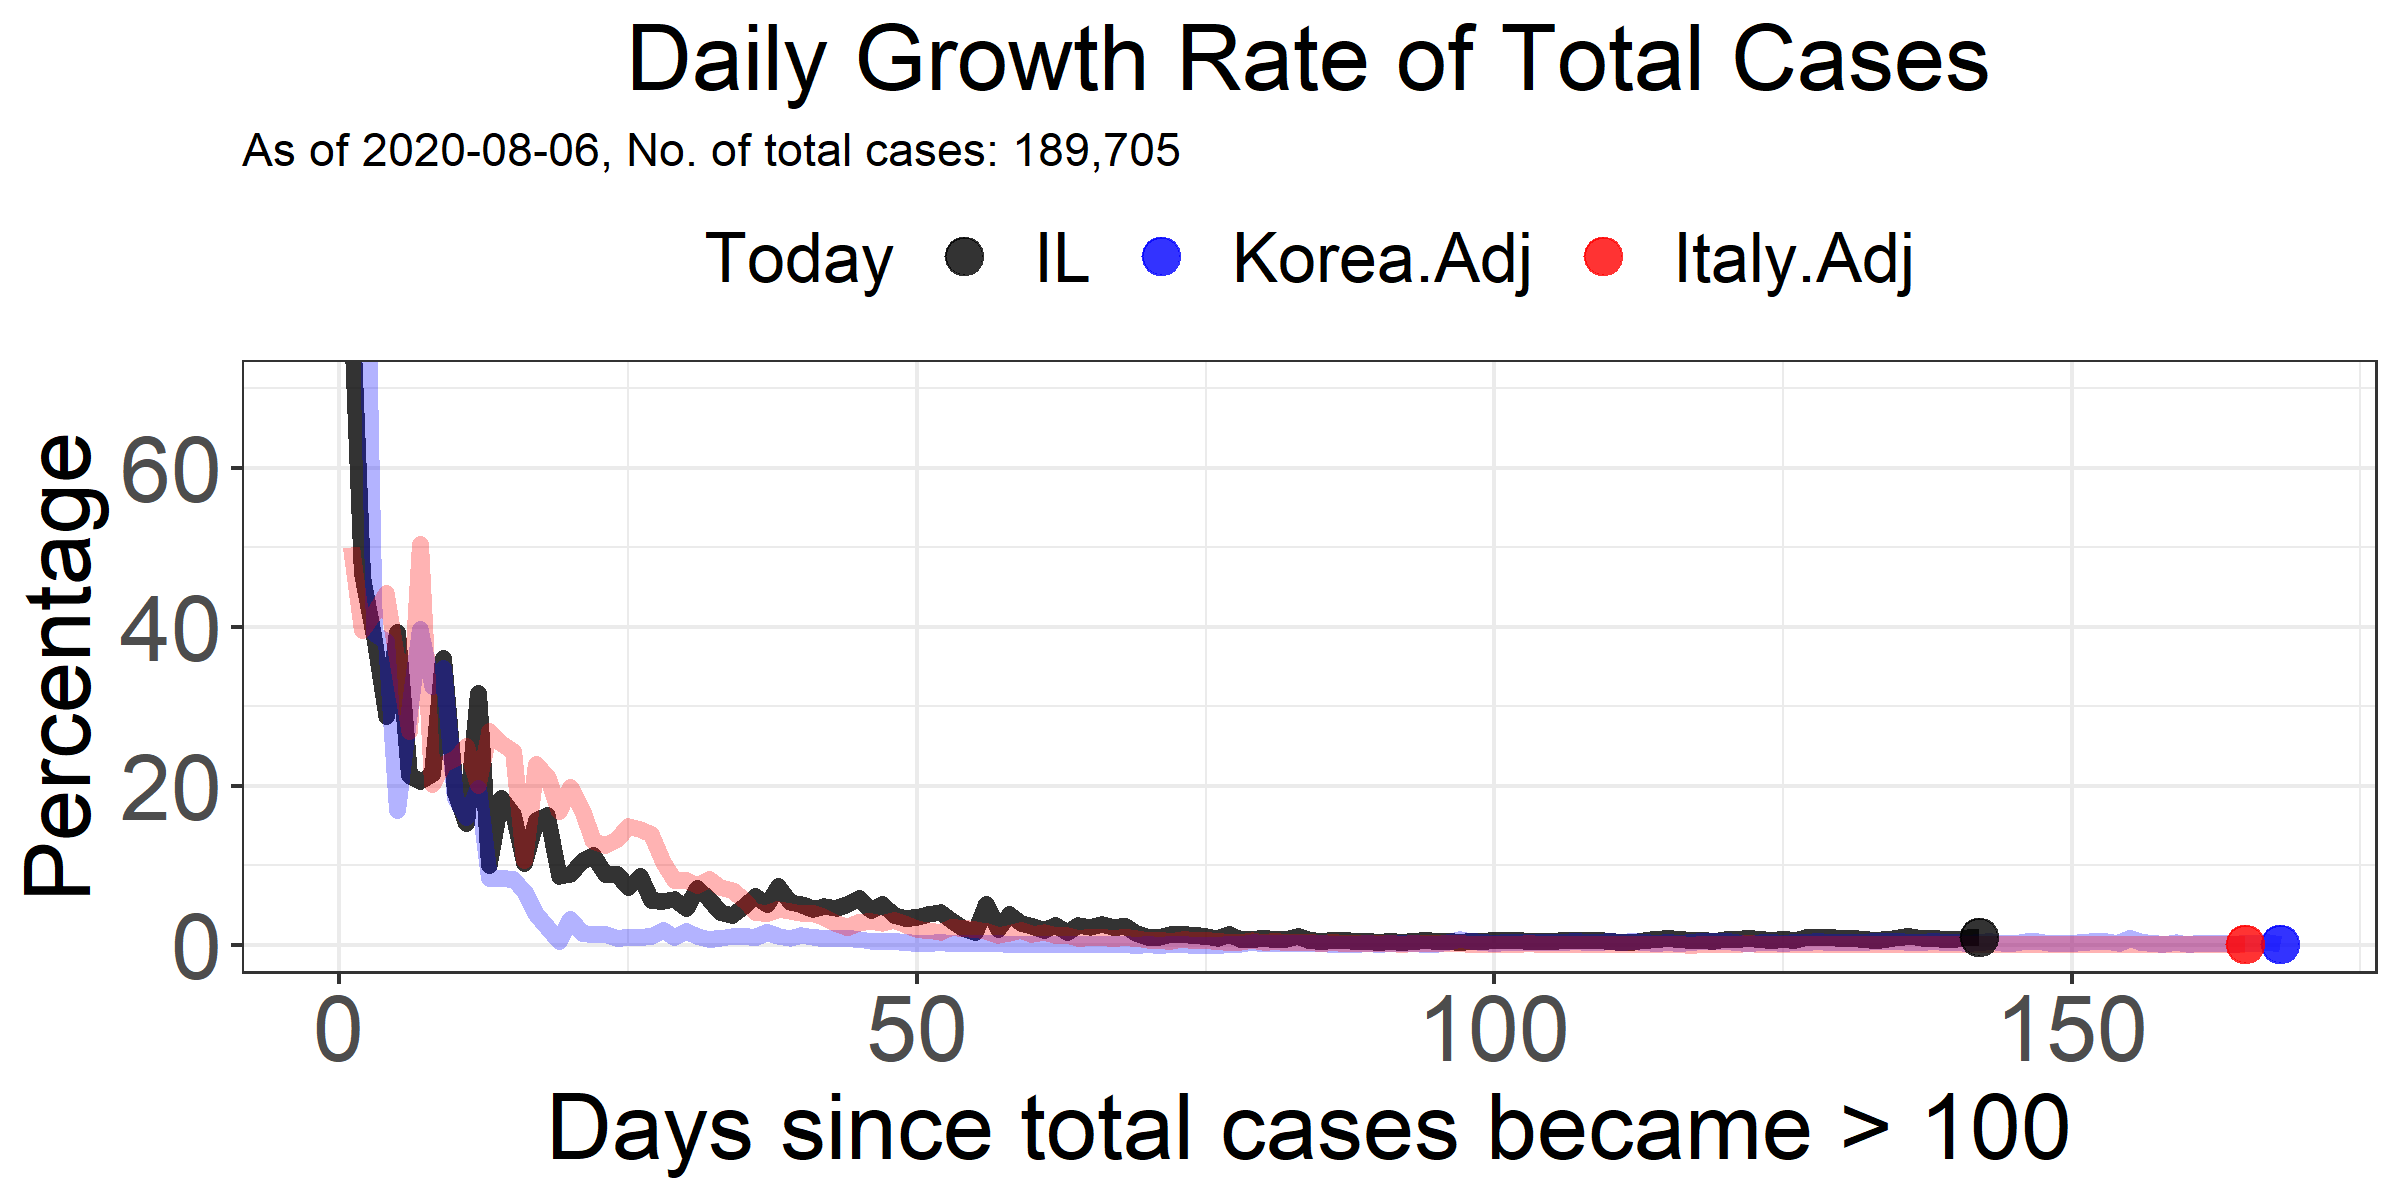 Daily Growth Rate of Total Cases
As of 2020-08-06, No. of total cases: 189,705
Today IL Korea.Adj Italy.Adj
Percentage
60
40
20
0
0 50 100 150
Days since total cases became > 100